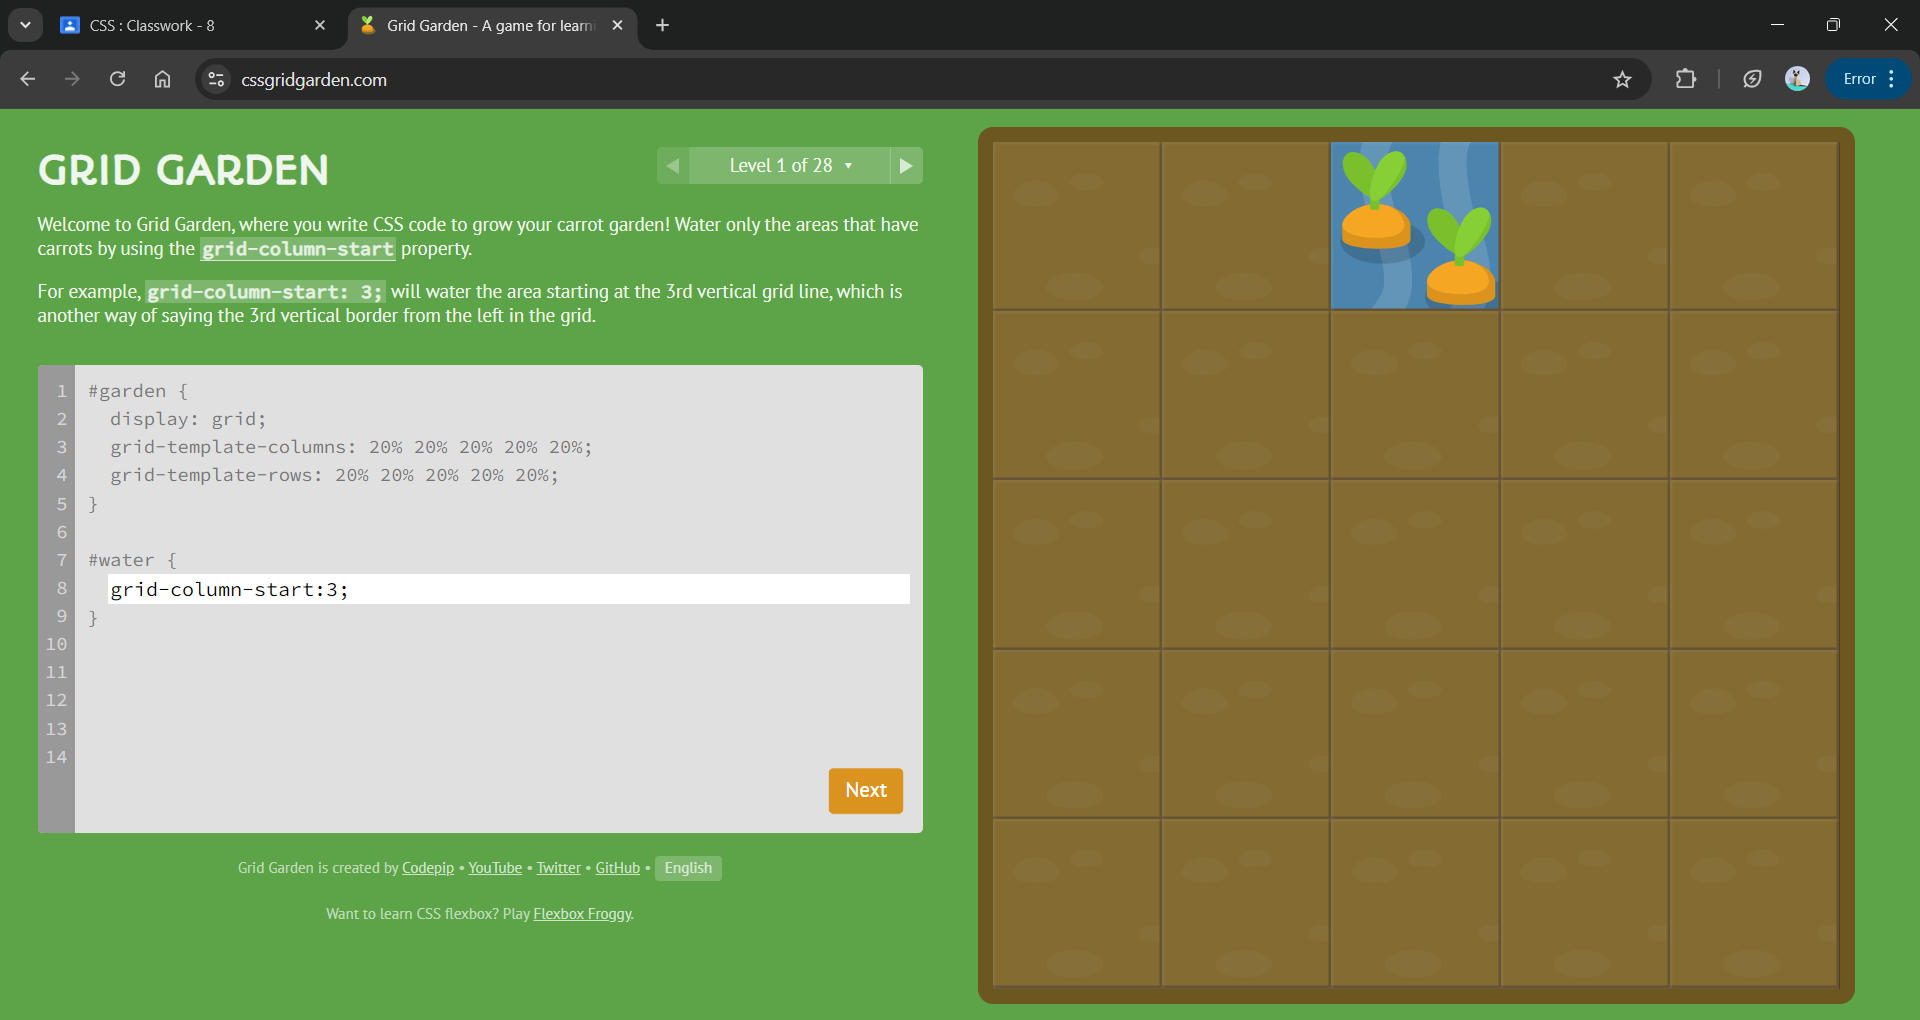 CSS : Classwork - 8
Grid Garden - A game for learni
cssgridgarden.com
Error
GRID GARDEN
Level 1 of 28
Welcome to Grid Garden, where you write CSS code to grow your carrot garden! Water only the areas that have
carrots by using the grid-column-start property.
For example, grid-column-start: 3; will water the area starting at the 3rd vertical grid line, which is
another way of saying the 3rd vertical border from the left in the grid.
1 #garden {
2 display: grid;
3 grid-template-columns: 20% 20% 20% 20% 20%;
4 grid-template-rows: 20% 20% 20% 20% 20%;
5 }
6
7 #water {
8 grid-column-start:3;
9 }
10
11
12
13
14
Next
Grid Garden is created by Codepip • YouTube • Twitter • GitHub • English
Want to learn CSS flexbox? Play Flexbox Froggy.